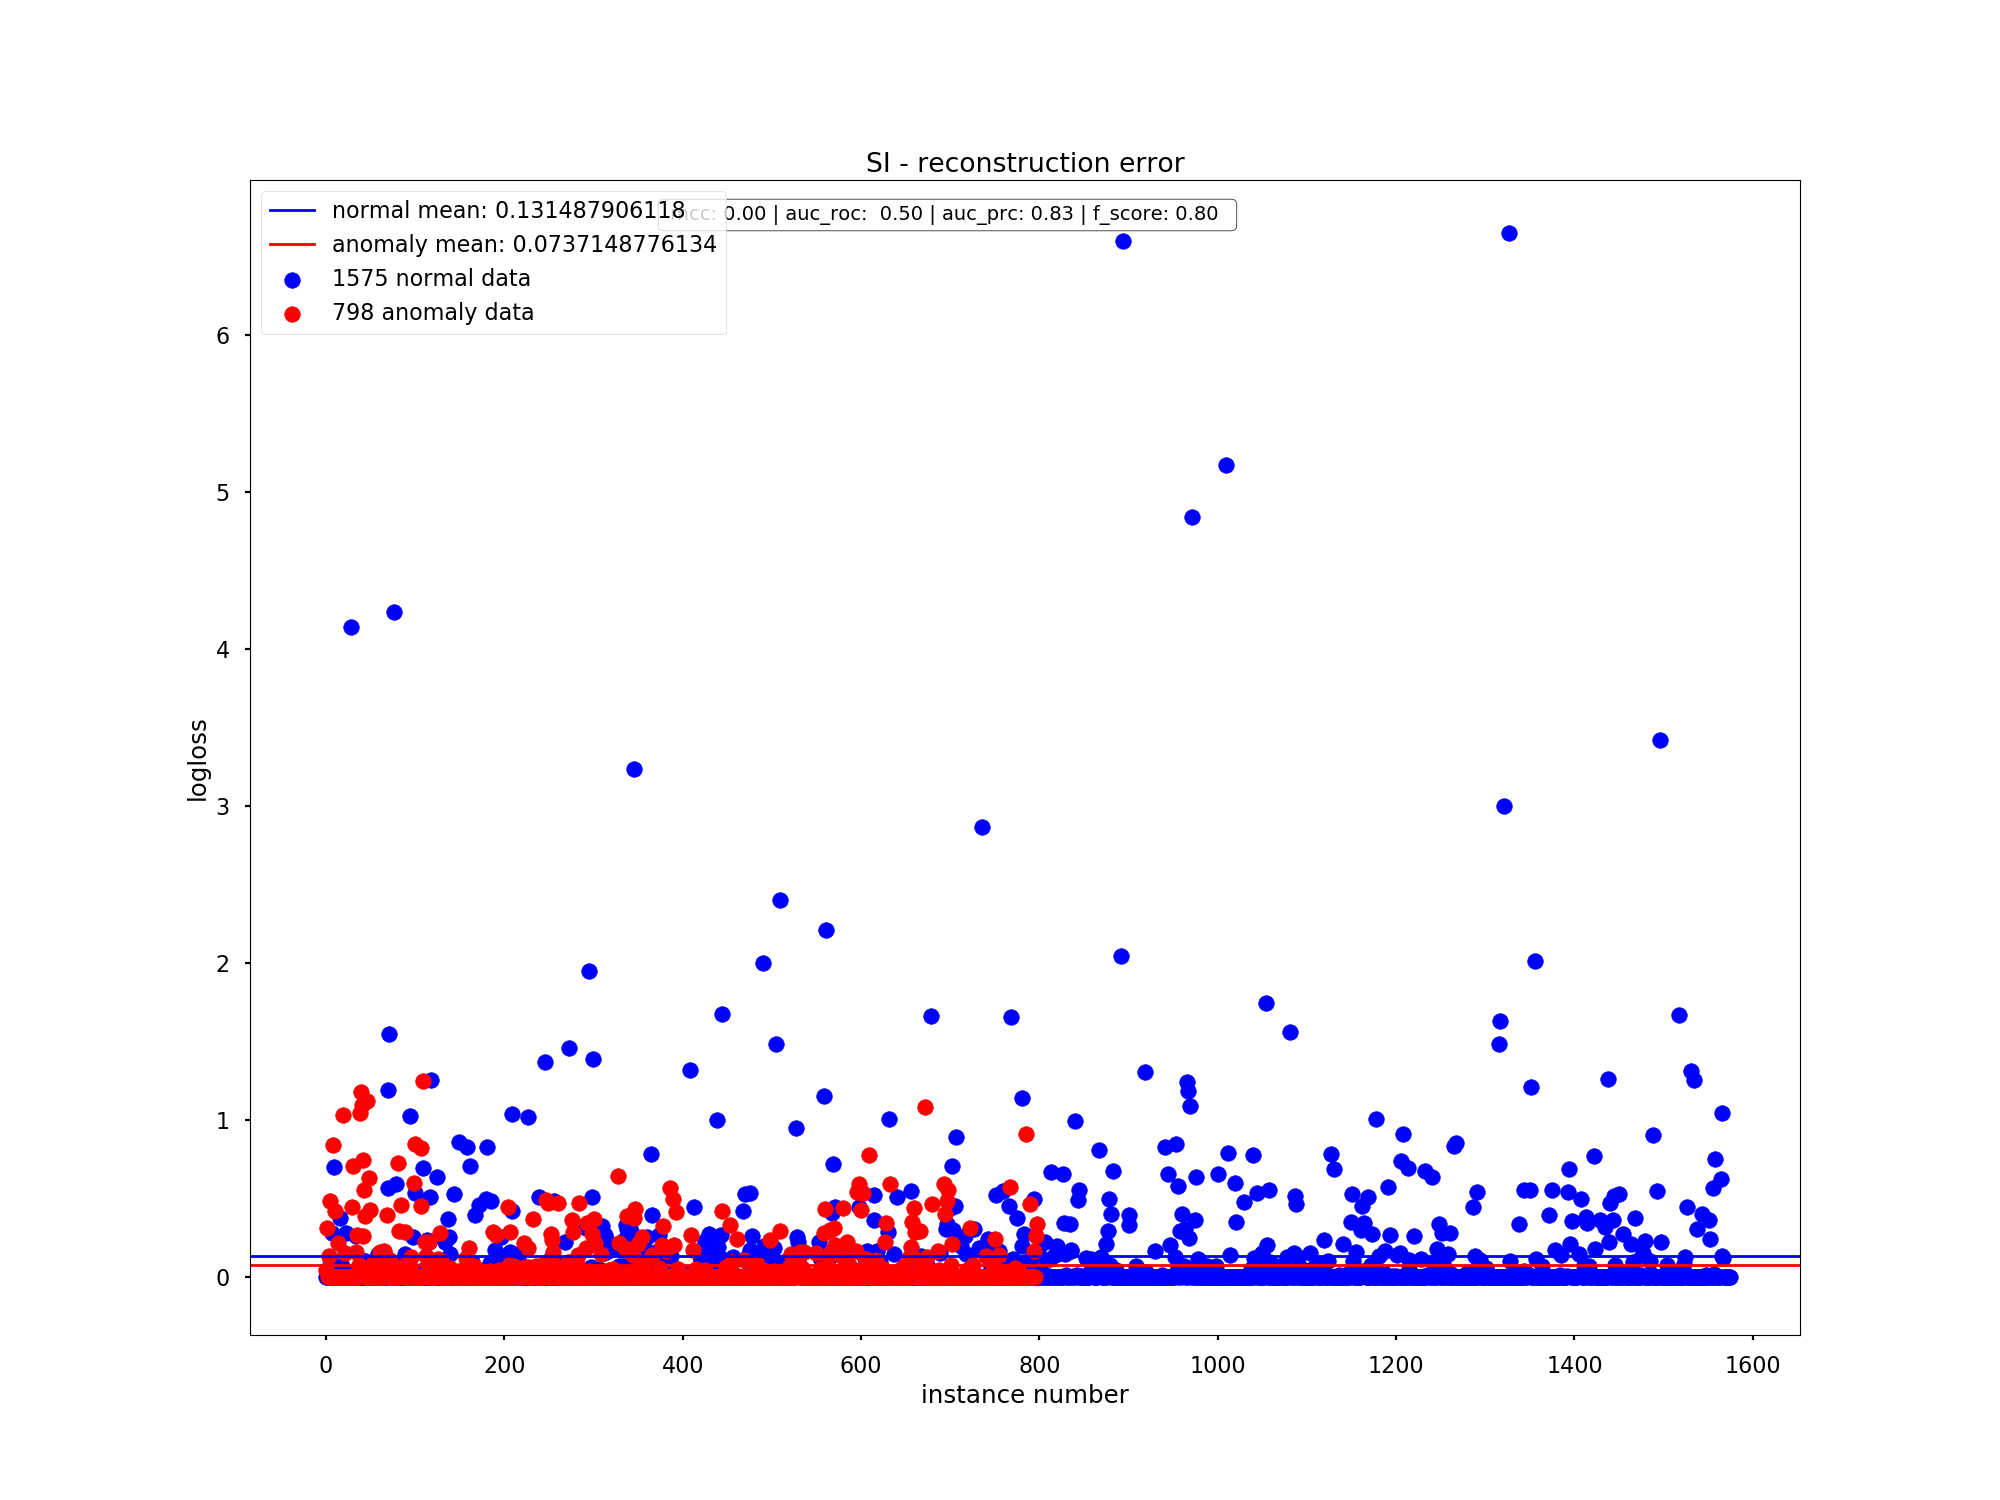 SI - reconstruction error
normal mean: 0.131487906118
anomaly mean: 0.0737148776134
1575 normal data
798 anomaly data
0.00 | auc_roc:  0.50 | auc_prc: 0.83 | f_score: 0.80
6
5
4
3
2
1
0
logloss
0 200 400 600 800 1000 1200 1400 1600
instance number